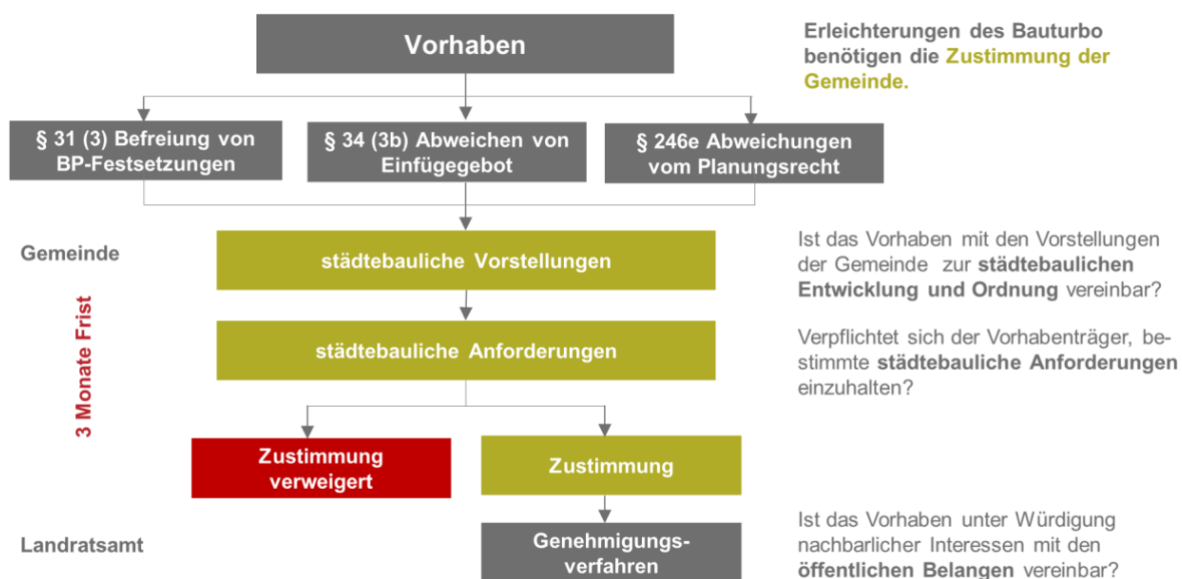 Vorhaben
Erleichterungen des Bauturbo
benötigen die Zustimmung der
Gemeinde.
§ 31 (3) Befreiung von
BP-Festsetzungen
§ 34 (3b) Abweichen von
Einfügegebot
§ 246e Abweichungen
vom Planungsrecht
Gemeinde
städtebauliche Vorstellungen
Ist das Vorhaben mit den Vorstellungen
der Gemeinde zur städtebaulichen
Entwicklung und Ordnung vereinbar?
3 Monate Frist
städtebauliche Anforderungen
Verpflichtet sich der Vorhabenträger, be-
stimmte städtebauliche Anforderungen
einzuhalten?
Zustimmung
verweigert
Zustimmung
Landratsamt
Genehmigungs-
verfahren
Ist das Vorhaben unter Würdigung
nachbarlicher Interessen mit den
öffentlichen Belangen vereinbar?